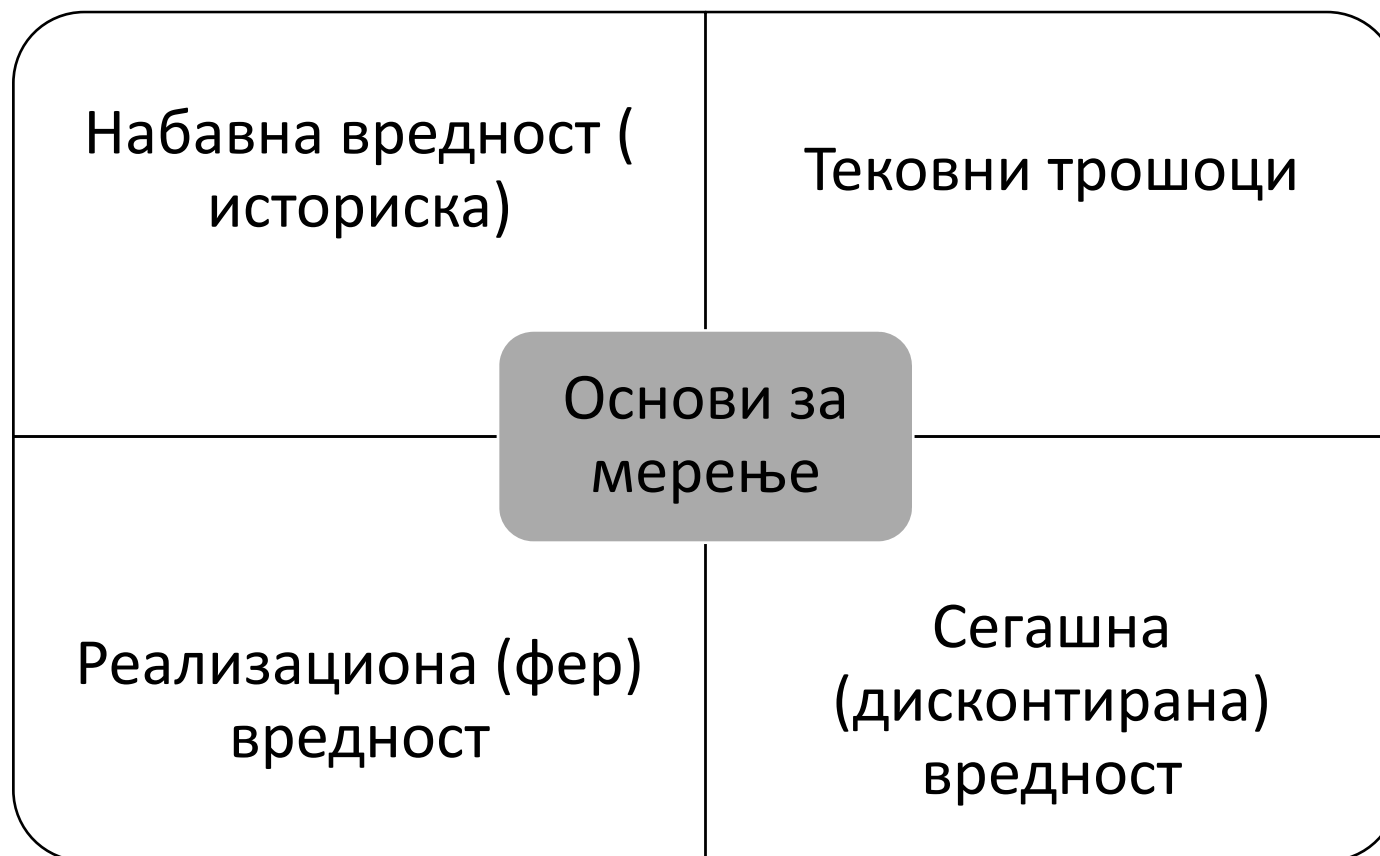 Набавна вредност (
историска)
Тековни трошоци
Основи за
мерење
Реализациона (фер)
вредност
Сегашна
(дисконтирана)
вредност